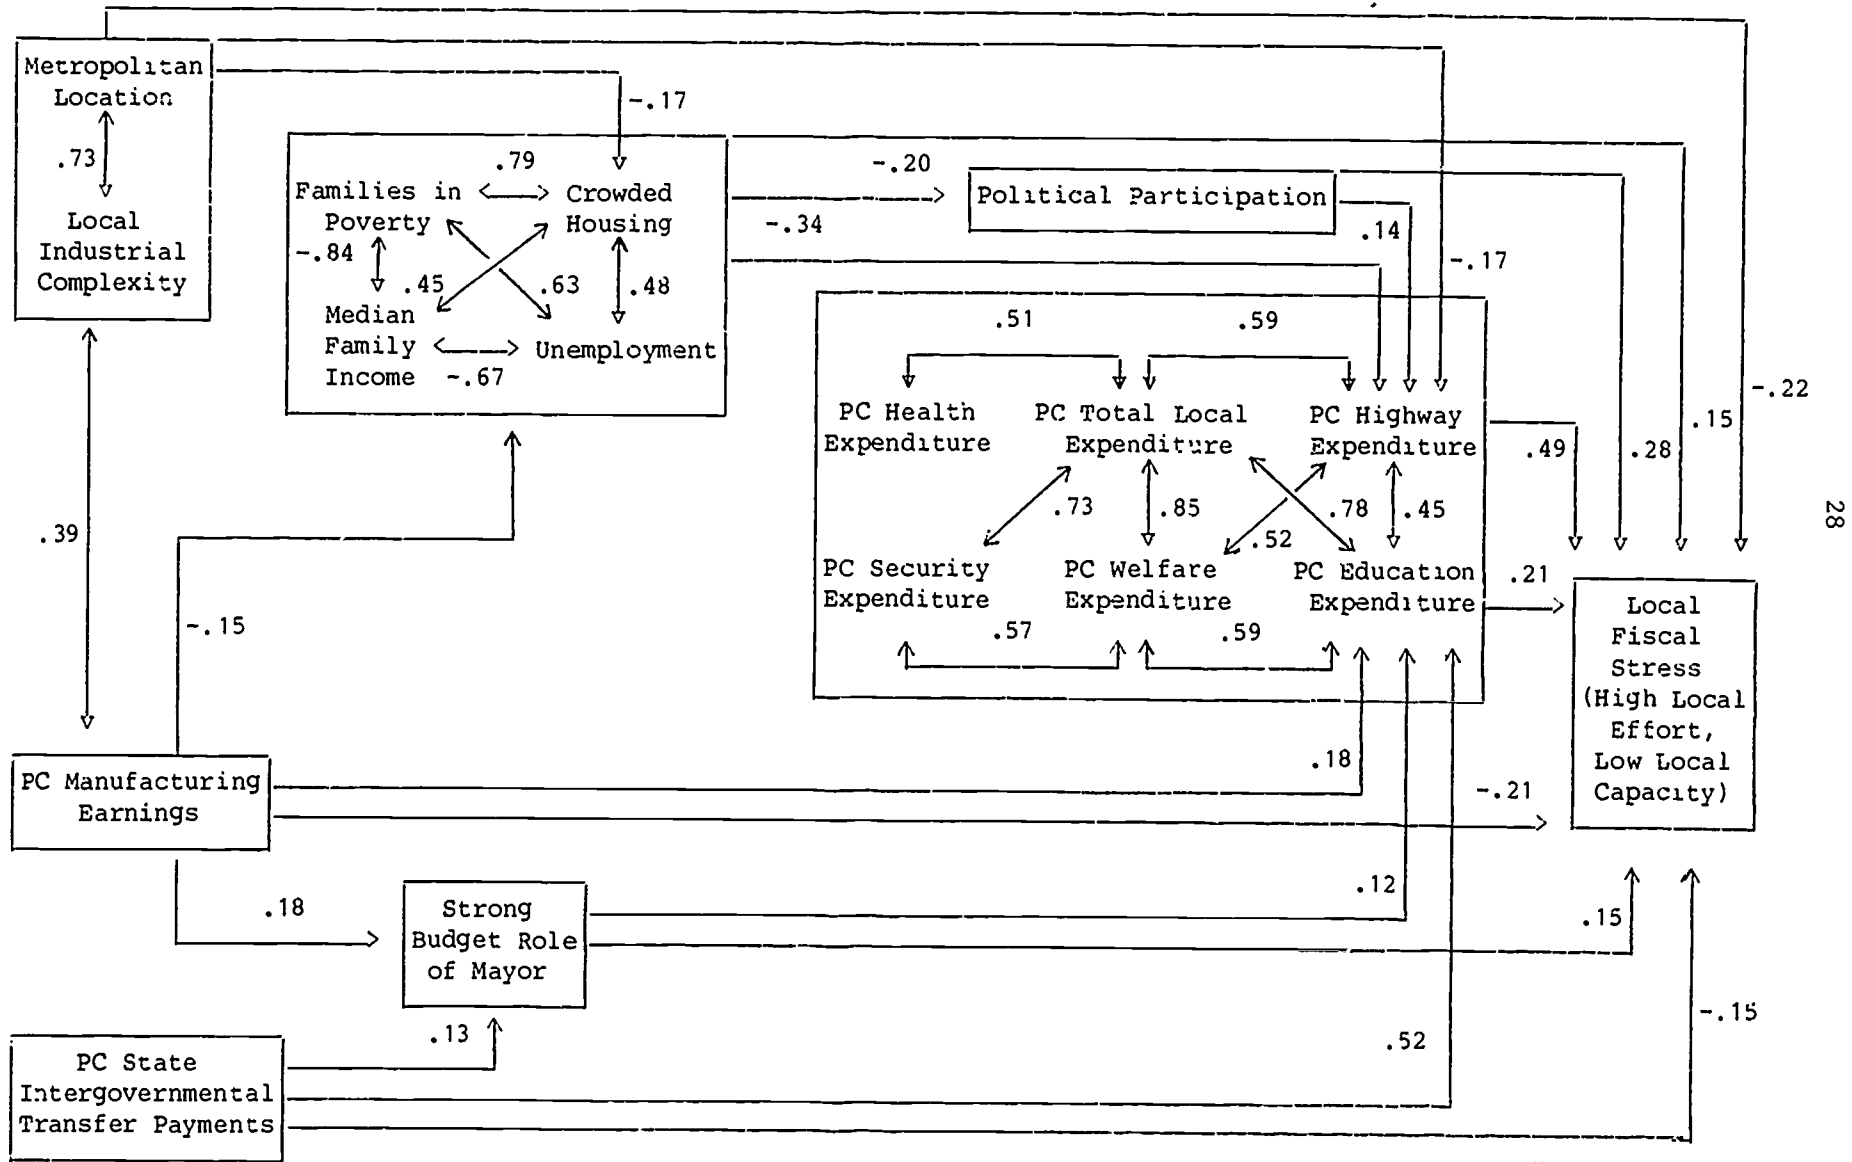 Metropolitan
Location
.73
Local
Industrial
Complexity
-.17
.79
Families in
Poverty
Crowded
Housing
-.84
.45
.63
.48
Median
Family
Income
Unemployment
-.67
-.20
-.34
Political Participation
.14
-.17
.51
.59
PC Health
Expenditure
PC Total Local
Expenditure
PC Highway
Expenditure
.73
.85
.52
.78
.45
PC Security
Expenditure
PC Welfare
Expenditure
PC Education
Expenditure
.57
.59
.49
.28
.15
-.22
.21
Local
Fiscal
Stress
(High Local
Effort,
Low Local
Capacity)
28
.39
-.15
PC Manufacturing
Earnings
.18
-.21
.18
Strong
Budget Role
of Mayor
.12
.15
.13
PC State
Intergovernmental
Transfer Payments
.52
-.15